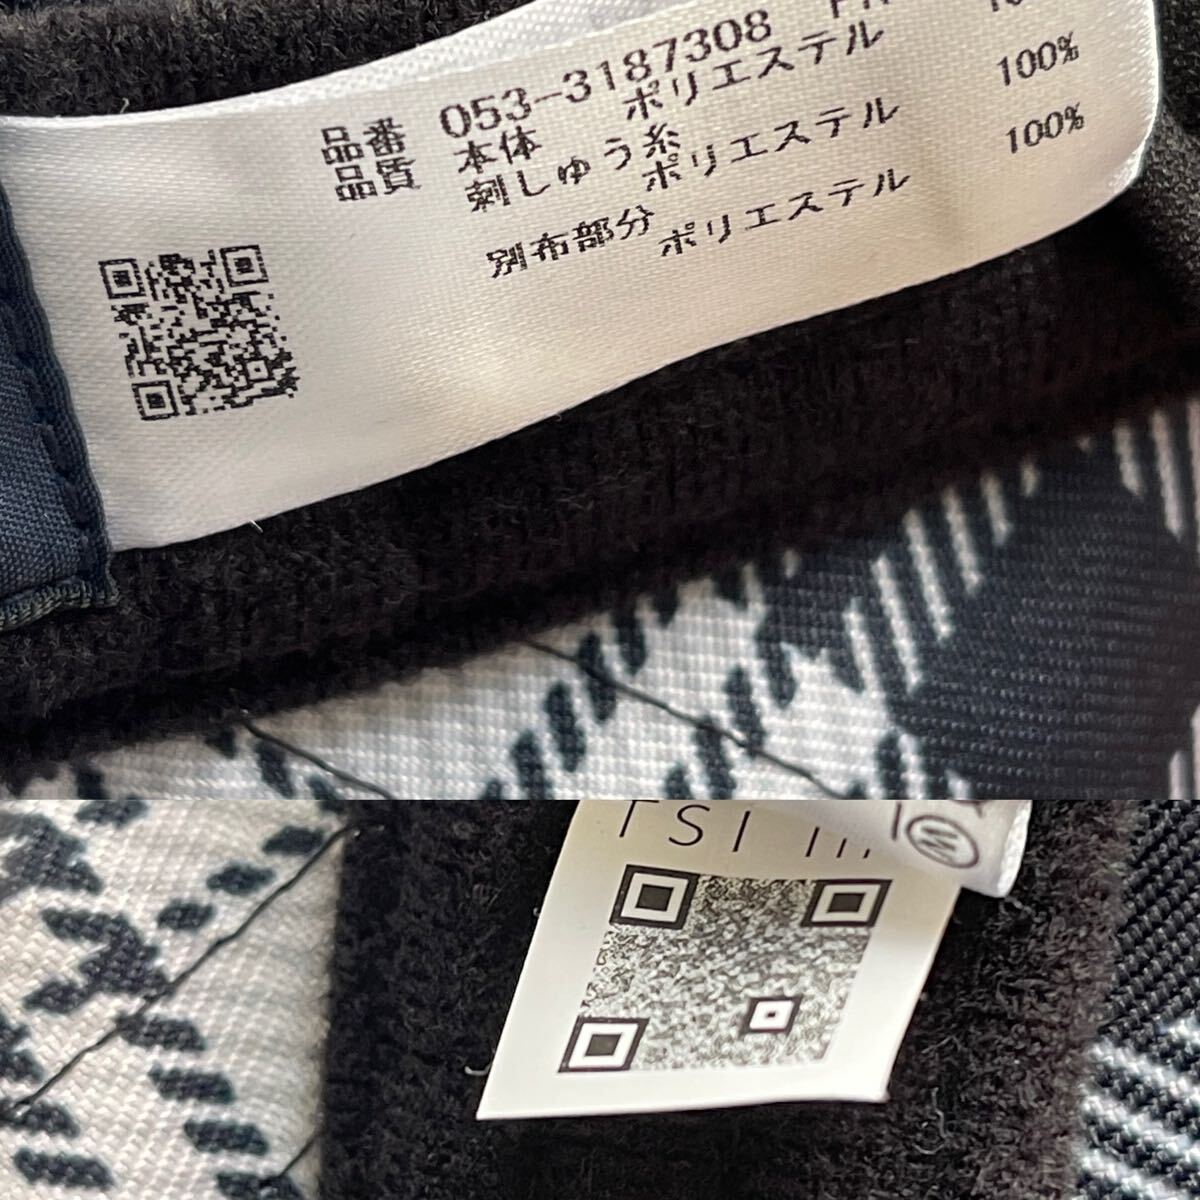 品番 053-3187308
品質 本体 ポリエステル
刺しゅう糸 ポリエステル 100%
別布部分 ポリエステル 100%
TSI
W